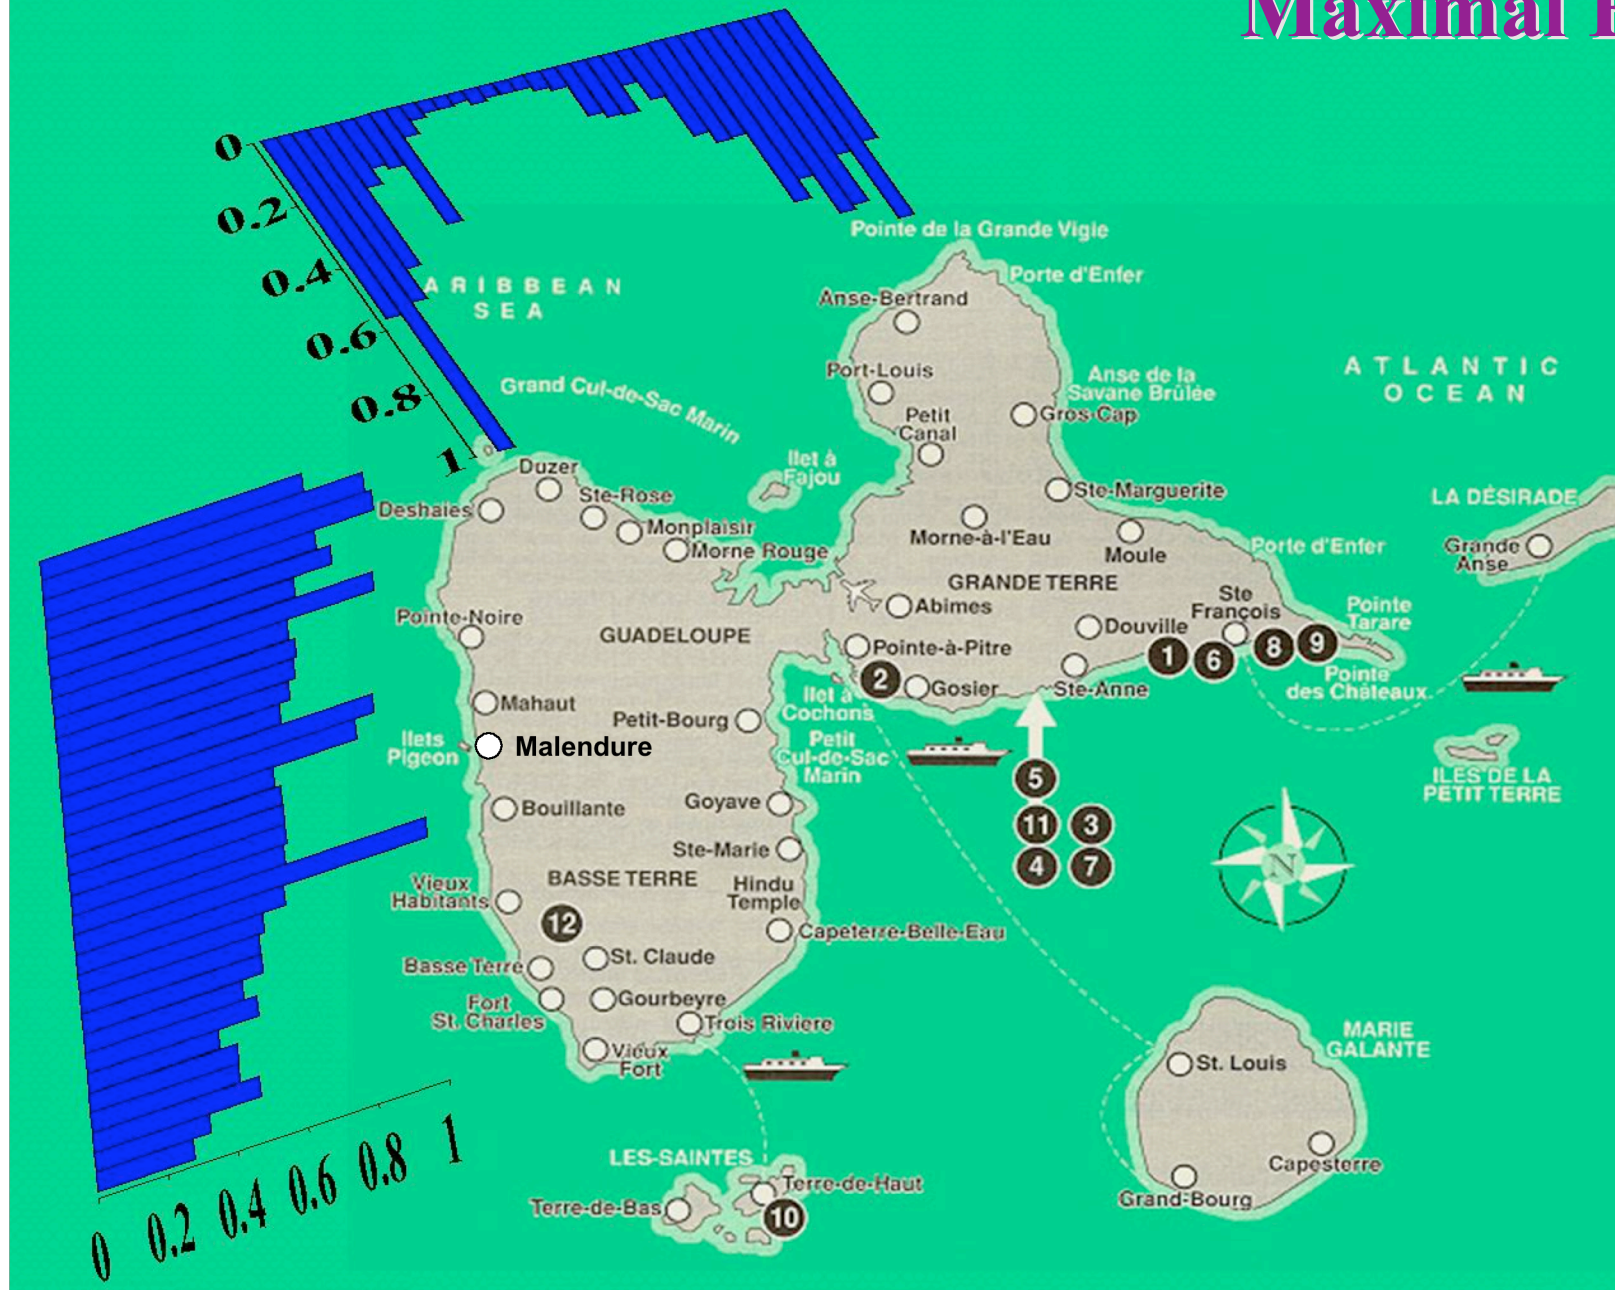 Maximal
0
0.2
0.4
0.6
0.8
1
ARIBBEAN
SEA
Pointe de la Grande Vigie
Porte d'Enfer
Anse-Bertrand
Port-Louis
Petit
Canal
Anse de la
Savane Brûlée
Gros-Cap
ATLANTIC
OCEAN
Grand Cul-de-Sac Marin
Ilet à
Fajou
Duzer
Deshaies
Ste-Rose
Monplaisir
Morne Rouge
Ste-Marguerite
Morne-à-l'Eau
Moule
Porte d'Enfer
LA DÉSIRADE
Grande
Anse
GRANDE TERRE
Abimes
Ste
François
Pointe
Tarare
Pointe-Noire
GUADELOUPE
Pointe-à-Pitre
Douville
1
6
8
9
2
Gosier
Ste-Anne
Pointe
des Châteaux
Mahaut
Petit-Bourg
Ilet à
Cochons
Ilets
Pigeon
Malendure
Petit
Cul-de-Sac
Marin
5
11
3
4
7
ILES DE LA
PETIT TERRE
Bouillante
Goyave
Ste-Marie
N
BASSE TERRE
Hindu
Temple
Vieux
Habitants
12
Capeterre-Belle-Eau
St. Claude
Basse Terre
Fort
St. Charles
Gourbeyre
Trois Riviere
Vieux
Fort
MARIE
GALANTE
St. Louis
Capesterre
Grand-Bourg
LES-SAINTES
Terre-de-Haut
Terre-de-Bas
10
0
0.2
0.4
0.6
0.8
1